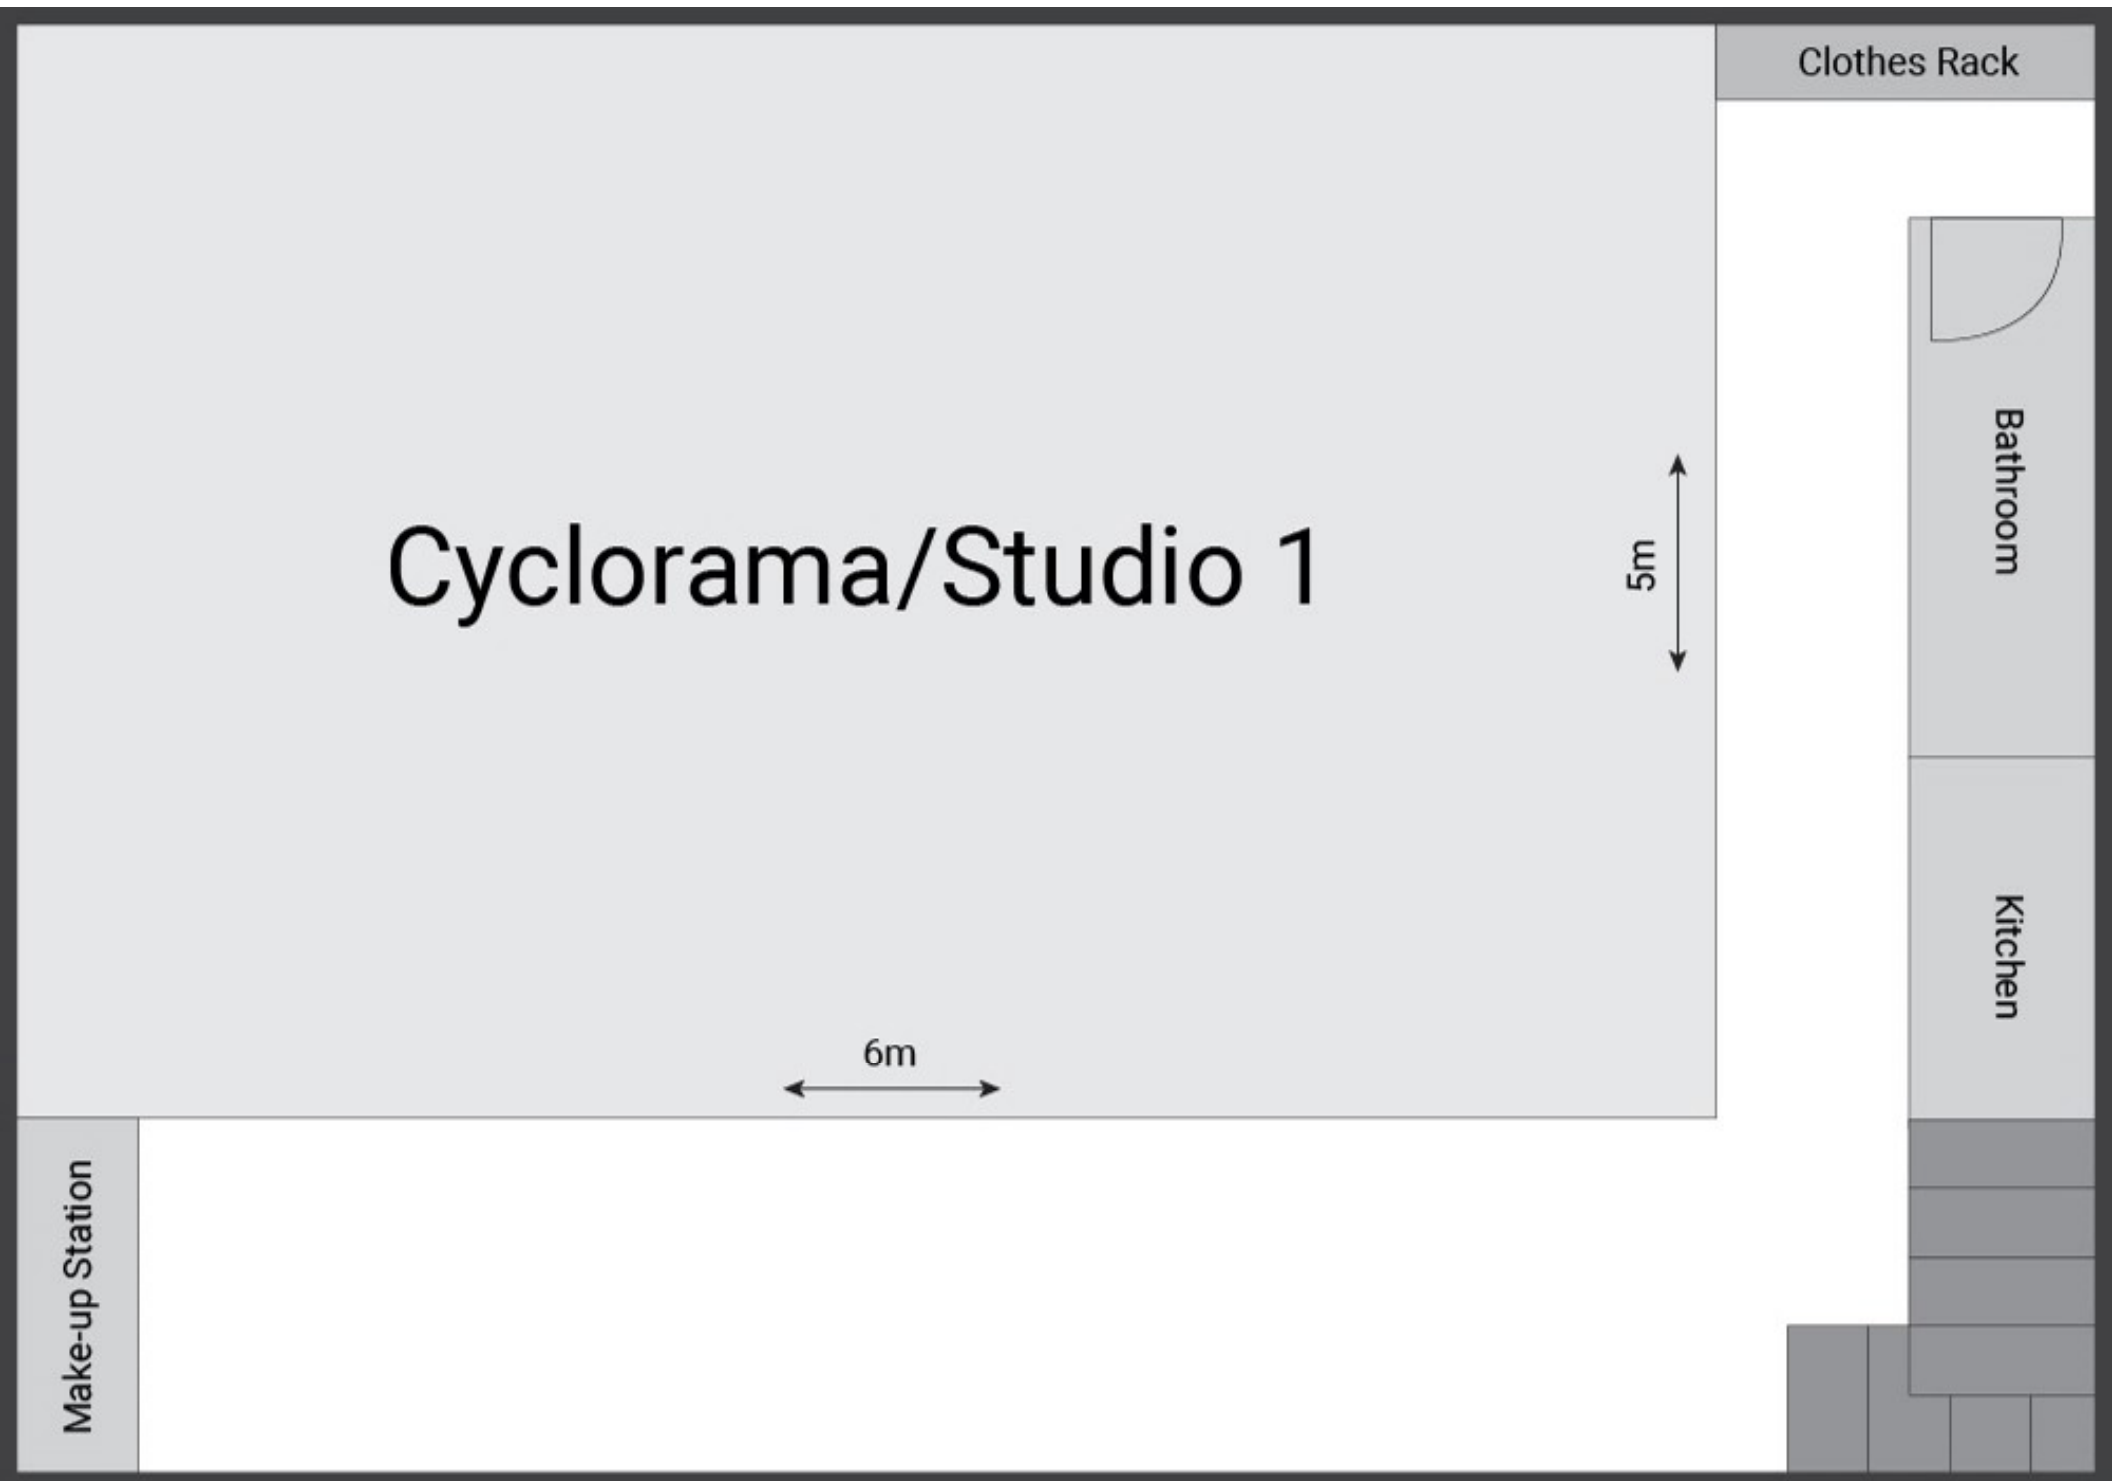 Clothes Rack
Cyclorama/Studio 1
5m
Bathroom
6m
Kitchen
Make-up Station